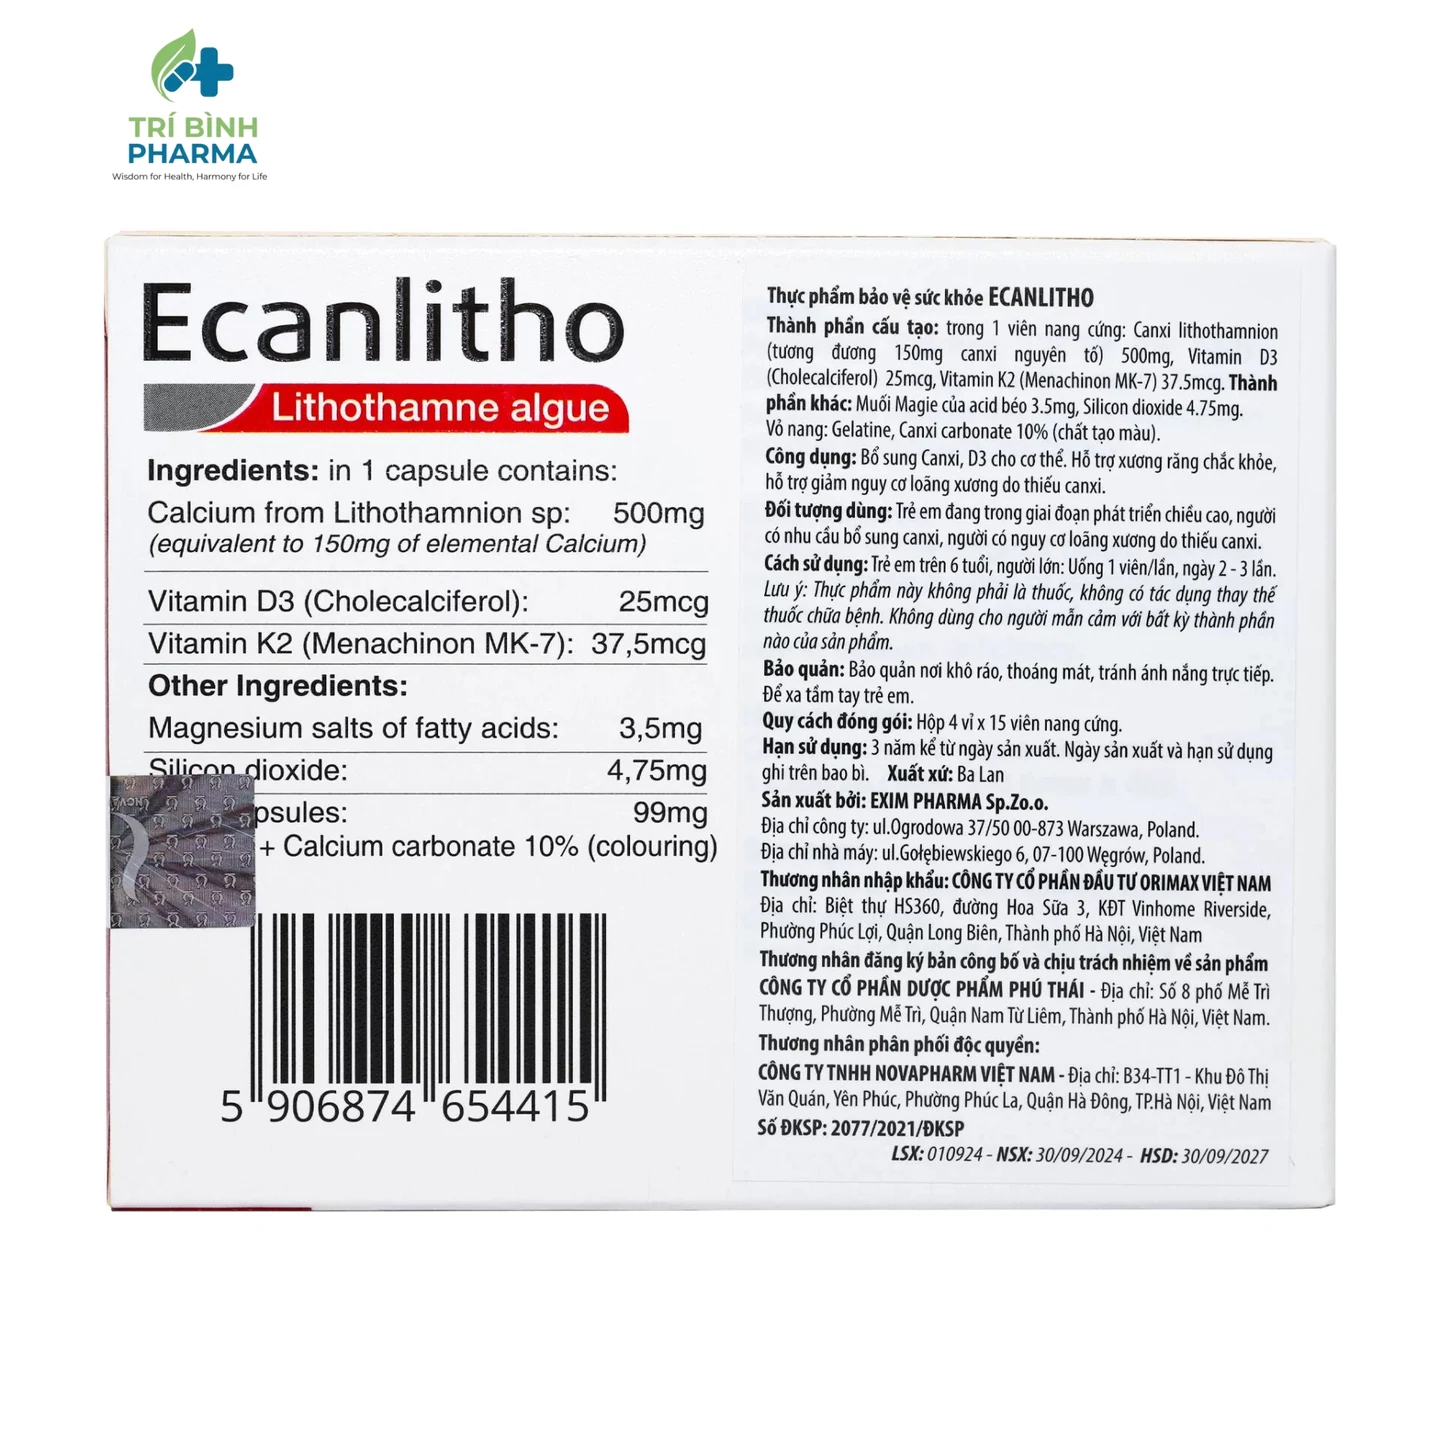 TRÍ BÌNH
PHARMA
Wisdom for Health, Harmony for Life
Ecanlitho
Lithothamne algue
Ingredients: in 1 capsule contains:
Calcium from Lithothamnion sp: 500mg
(equivalent to 150mg of elemental Calcium)
Vitamin D3 (Cholecalciferol): 25mcg
Vitamin K2 (Menachinon MK-7): 37,5mcg
Other Ingredients:
Magnesium salts of fatty acids: 3,5mg
Silicon dioxide: 4,75mg
psules: 99mg
+ Calcium carbonate 10% (colouring)
5 906874 654415
Thực phẩm bảo vệ sức khỏe ECANLITHO
Thành phần cấu tạo: trong 1 viên nang cứng: Canxi lithothamnion
(tương đương 150mg canxi nguyên tố) 500mg, Vitamin D3
(Cholecalciferol) 25mcg, Vitamin K2 (Menachinon MK-7) 37.5mcg. Thành
phần khác: Muối Magie của acid béo 3.5mg, Silicon dioxide 4.75mg.
Vỏ nang: Gelatine, Canxi carbonate 10% (chất tạo màu).
Công dụng: Bổ sung Canxi, D3 cho cơ thể. Hỗ trợ xương răng chắc khỏe,
hỗ trợ giảm nguy cơ loãng xương do thiếu canxi.
Đối tượng dùng: Trẻ em đang trong giai đoạn phát triển chiều cao, người
có nhu cầu bổ sung canxi, người có nguy cơ loãng xương do thiếu canxi.
Cách sử dụng: Trẻ em trên 6 tuổi, người lớn: Uống 1 viên/lần, ngày 2 - 3 lần.
Lưu ý: Thực phẩm này không phải là thuốc, không có tác dụng thay thế
thuốc chữa bệnh. Không dùng cho người mẫn cảm với bất kỳ thành phần
nào của sản phẩm.
Bảo quản: Bảo quản nơi khô ráo, thoáng mát, tránh ánh nắng trực tiếp.
Để xa tầm tay trẻ em.
Quy cách đóng gói: Hộp 4 vỉ x 15 viên nang cứng.
Hạn sử dụng: 3 năm kể từ ngày sản xuất. Ngày sản xuất và hạn sử dụng
ghi trên bao bì. Xuất xứ: Ba Lan
Sản xuất bởi: EXIM PHARMA Sp.Zo.o.
Địa chỉ công ty: ul.Ogrodowa 37/50 00-873 Warszawa, Poland.
Địa chỉ nhà máy: ul.Gołębiewskiego 6, 07-100 Węgrów, Poland.
Thương nhân nhập khẩu: CÔNG TY CỔ PHẦN ĐẦU TƯ ORIMAX VIỆT NAM
Địa chỉ: Biệt thự HS360, đường Hoa Sữa 3, KĐT Vinhome Riverside,
Phường Phúc Lợi, Quận Long Biên, Thành phố Hà Nội, Việt Nam
Thương nhân đăng ký bản công bố và chịu trách nhiệm về sản phẩm
CÔNG TY CỔ PHẦN DƯỢC PHẨM PHÚ THÁI - Địa chỉ: Số 8 phố Mễ Trì
Thượng, Phường Mễ Trì, Quận Nam Từ Liêm, Thành phố Hà Nội, Việt Nam.
Thương nhân phân phối độc quyền:
CÔNG TY TNHH NOVAPHARM VIỆT NAM - Địa chỉ: B34-TT1 - Khu Đô Thị
Văn Quán, Yên Phúc, Phường Phúc La, Quận Hà Đông, TP.Hà Nội, Việt Nam
Số ĐKSP: 2077/2021/ĐKSP
LSX: 010924 - NSX: 30/09/2024 - HSD: 30/09/2027